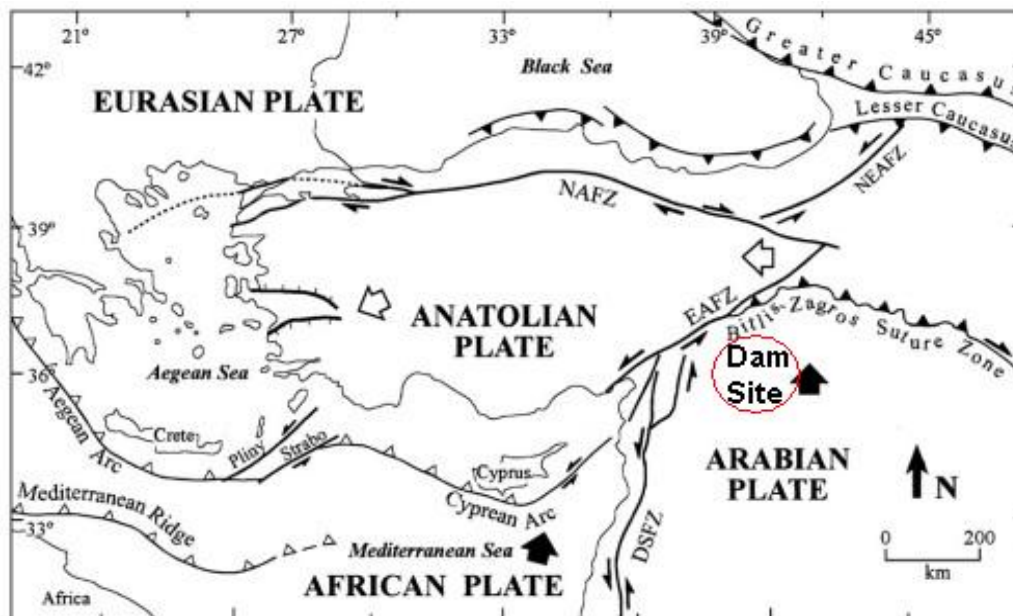 21°
27°
33°
39°
45°
42°
Black Sea
Greater Caucasus
EURASIAN PLATE
Lesser Caucasus
NEAFZ
NAFZ
39°
EAFZ
Bitlis-Zagros Suture Zone
ANATOLIAN
PLATE
Dam
Site
36°
Aegean Sea
Aegean Arc
Crete
Pliny
Strabo
Cyprus
ARABIAN
PLATE
N
Mediterranean Ridge
Cyprean Arc
33°
DSFZ
0 200
km
Mediterranean Sea
AFRICAN PLATE
Africa